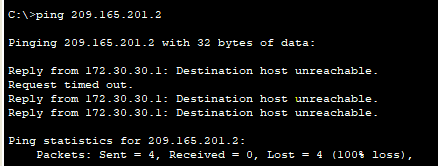 C:\>ping 209.165.201.2
Pinging 209.165.201.2 with 32 bytes of data:
Reply from 172.30.30.1: Destination host unreachable.
Request timed out.
Reply from 172.30.30.1: Destination host unreachable.
Reply from 172.30.30.1: Destination host unreachable.
Ping statistics for 209.165.201.2:
Packets: Sent = 4, Received = 0, Lost = 4 (100% loss),